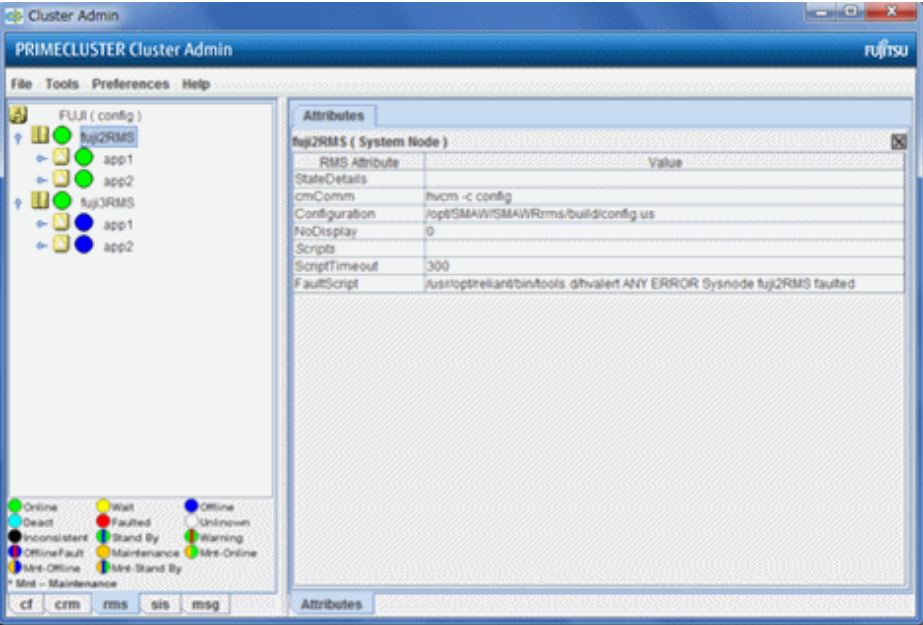 Cluster Admin
PRIMECLUSTER Cluster Admin
FUJITSU
File Tools Preferences Help
FUJI ( config )
fuji2RMS
app1
app2
fuji3RMS
app1
app2
Online Wait Offline
Deact Faulted Unknown
Inconsistent Stand By Warning
OfflineFault Maintenance Mnt-Online
Mnt-Offline Mnt-Stand By
* Mnt -- Maintenance
cf crm rms sis msg
Attributes
fuji2RMS ( System Node )
RMS Attribute Value
StateDetails
cmComm hvcm -c config
Configuration /opt/SMAW/SMAWRrms/build/config.us
NoDisplay 0
Scripts
ScriptTimeout 300
FaultScript /usr/opt/reliant/bin/tools.d/hvalert ANY ERROR Sysnode fuji2RMS faulted
Attributes